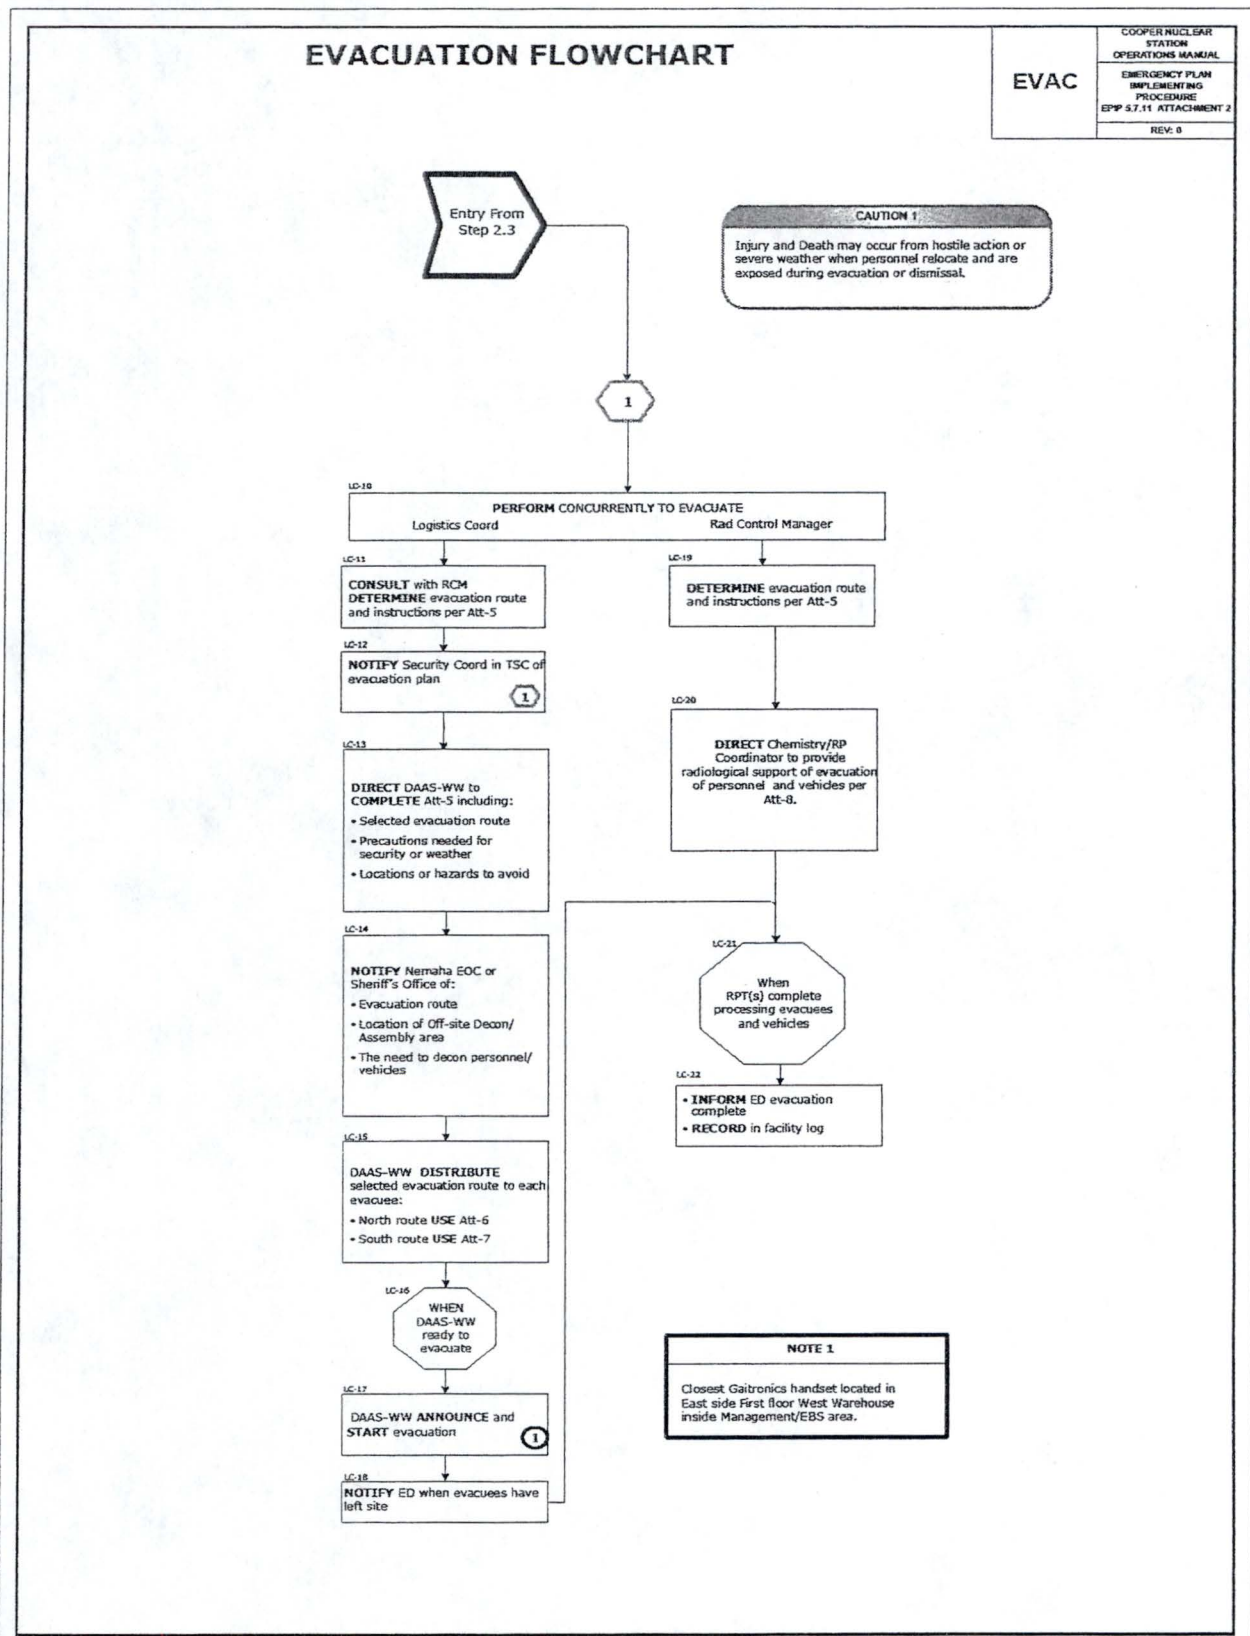 EVACUATION FLOWCHART
EVAC
COOPER NUCLEAR
STATION
OPERATIONS MANUAL
EMERGENCY PLAN
IMPLEMENTING
PROCEDURE
EPIP 5.7.11 ATTACHMENT 2
REV: 0
Entry From
Step 2.3
CAUTION 1
Injury and Death may occur from hostile action or
severe weather when personnel relocate and are
exposed during evacuation or dismissal.
1
LC-10
PERFORM CONCURRENTLY TO EVACUATE
Logistics Coord
Rad Control Manager
LC-11
CONSULT with RCM
DETERMINE evacuation route
and instructions per Att-5
LC-12
NOTIFY Security Coord in TSC of
evacuation plan
1
LC-13
DIRECT DAAS-WW to
COMPLETE Att-5 including:
• Selected evacuation route
• Precautions needed for
security or weather
• Locations or hazards to avoid
LC-14
NOTIFY Nemaha EOC or
Sheriff's Office of:
• Evacuation route
• Location of Off-site Decon/
Assembly area
• The need to decon personnel/
vehicles
LC-15
DAAS-WW DISTRIBUTE
selected evacuation route to each
evacuee:
• North route USE Att-6
• South route USE Att-7
LC-16
WHEN
DAAS-WW
ready to
evacuate
LC-17
DAAS-WW ANNOUNCE and
START evacuation
1
LC-18
NOTIFY ED when evacuees have
left site
LC-19
DETERMINE evacuation route
and instructions per Att-5
LC-20
DIRECT Chemistry/RP
Coordinator to provide
radiological support of evacuation
of personnel and vehicles per
Att-8.
LC-21
When
RPT(s) complete
processing evacuees
and vehicles
LC-22
• INFORM ED evacuation
complete
• RECORD in facility log
NOTE 1
Closest Gaitronics handset located in
East side First floor West Warehouse
inside Management/EBS area.